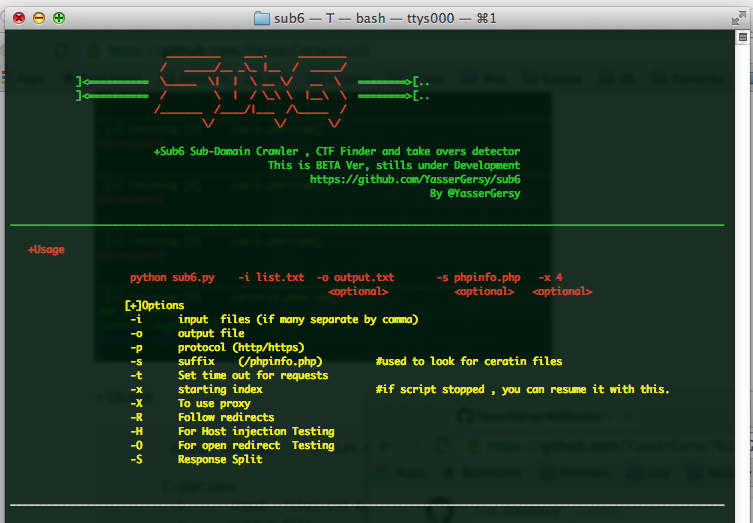 sub6 — T — bash — ttys000 — ⌘1
]<========== ========>[..
]<========== ========>[..
+Sub6 Sub-Domain Crawler , CTF Finder and take overs detector
This is BETA Ver, stills under Development
https://github.com/YasserGersy/sub6
By @YasserGersy
+Usage
python sub6.py -i list.txt -o output.txt -s phpinfo.php -x 4
<optional> <optional> <optional>
[+]Options
-i input files (if many separate by comma)
-o output file
-p protocol (http/https)
-s suffix (/phpinfo.php) #used to look for ceratin files
-t Set time out for requests
-x starting index #if script stopped , you can resume it with this.
-X To use proxy
-R Follow redirects
-H For Host injection Testing
-O For open redirect Testing
-S Response Split